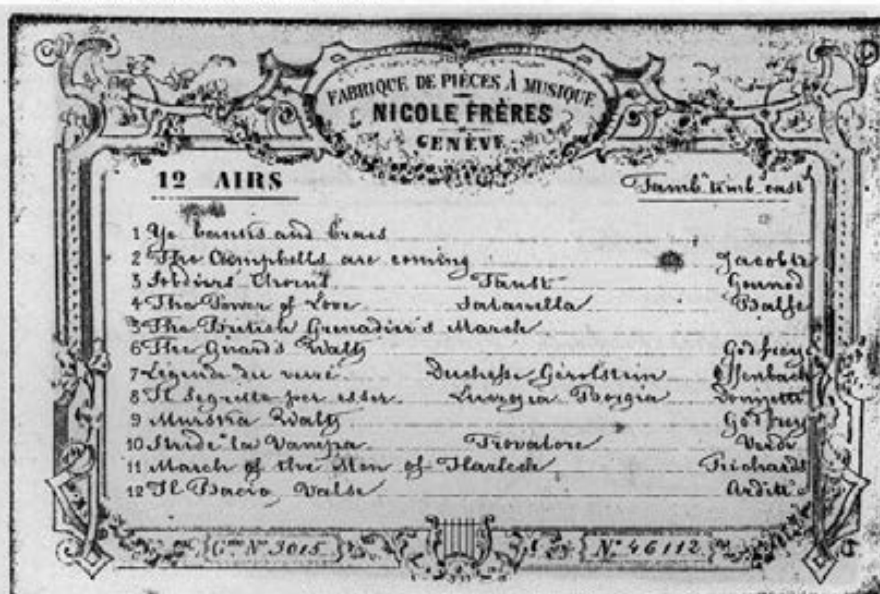 FABRIQUE DE PIÈCES À MUSIQUE
NICOLE FRÈRES
GENÈVE
12 AIRS Tamb. timb. cast
1 Ye banks and braes
2 The Campbells are coming Jacobite
3 Soldiers' Chorus Faust Gounod
4 The Power of Love Satanella Balfe
5 The British Grenadier's March
6 The Guard's Waltz Godfrey
7 Légende du verre Duchesse Gérolstein Offenbach
8 Il Segreto per esser Lucrezia Borgia Donizetti
9 Murska Waltz Godfrey
10 Stride la Vampa Trovatore Verdi
11 March of the Men of Harlech Richards
12 Il Bacio, Valse Arditi
Gme No 3015 No 46112